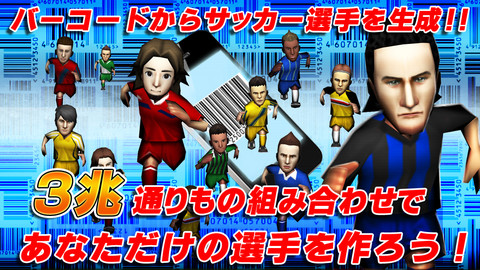 バーコードからサッカー選手を生成!!
3兆通りもの組み合わせで
あなただけの選手を作ろう！